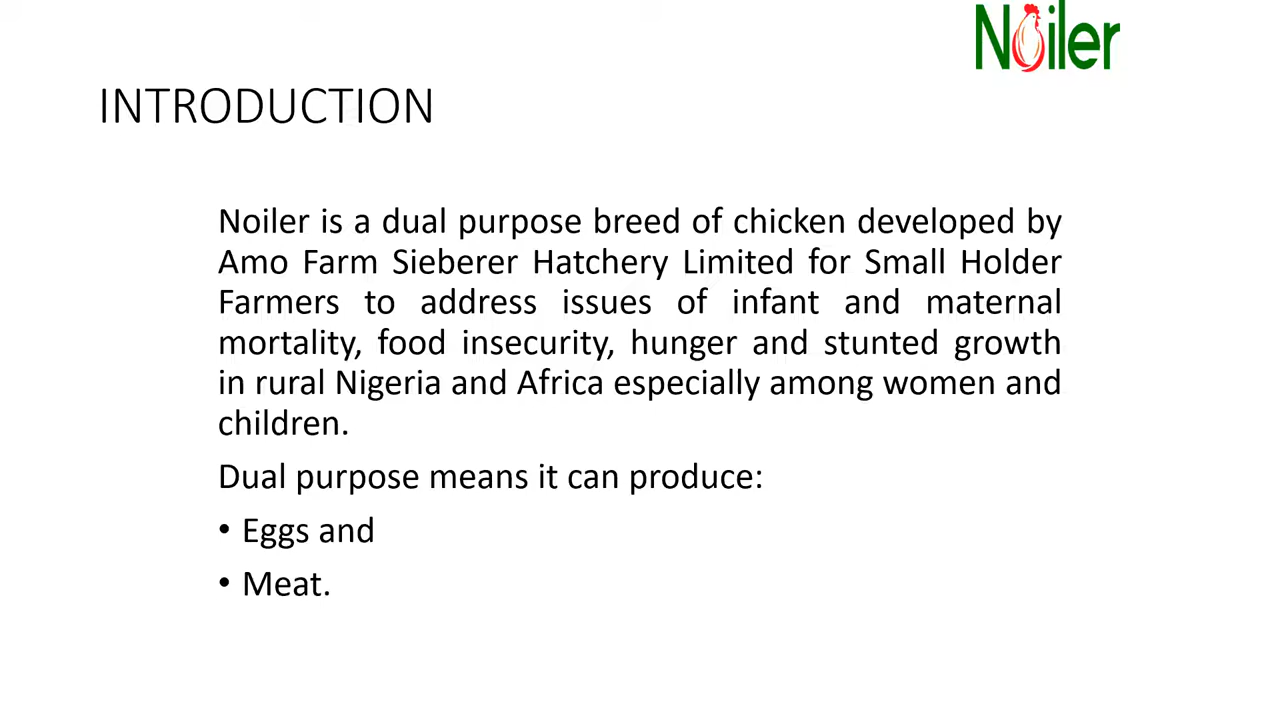 Noiler
INTRODUCTION
Noiler is a dual purpose breed of chicken developed by
Amo Farm Sieberer Hatchery Limited for Small Holder
Farmers to address issues of infant and maternal
mortality, food insecurity, hunger and stunted growth
in rural Nigeria and Africa especially among women and
children.
Dual purpose means it can produce:
• Eggs and
• Meat.